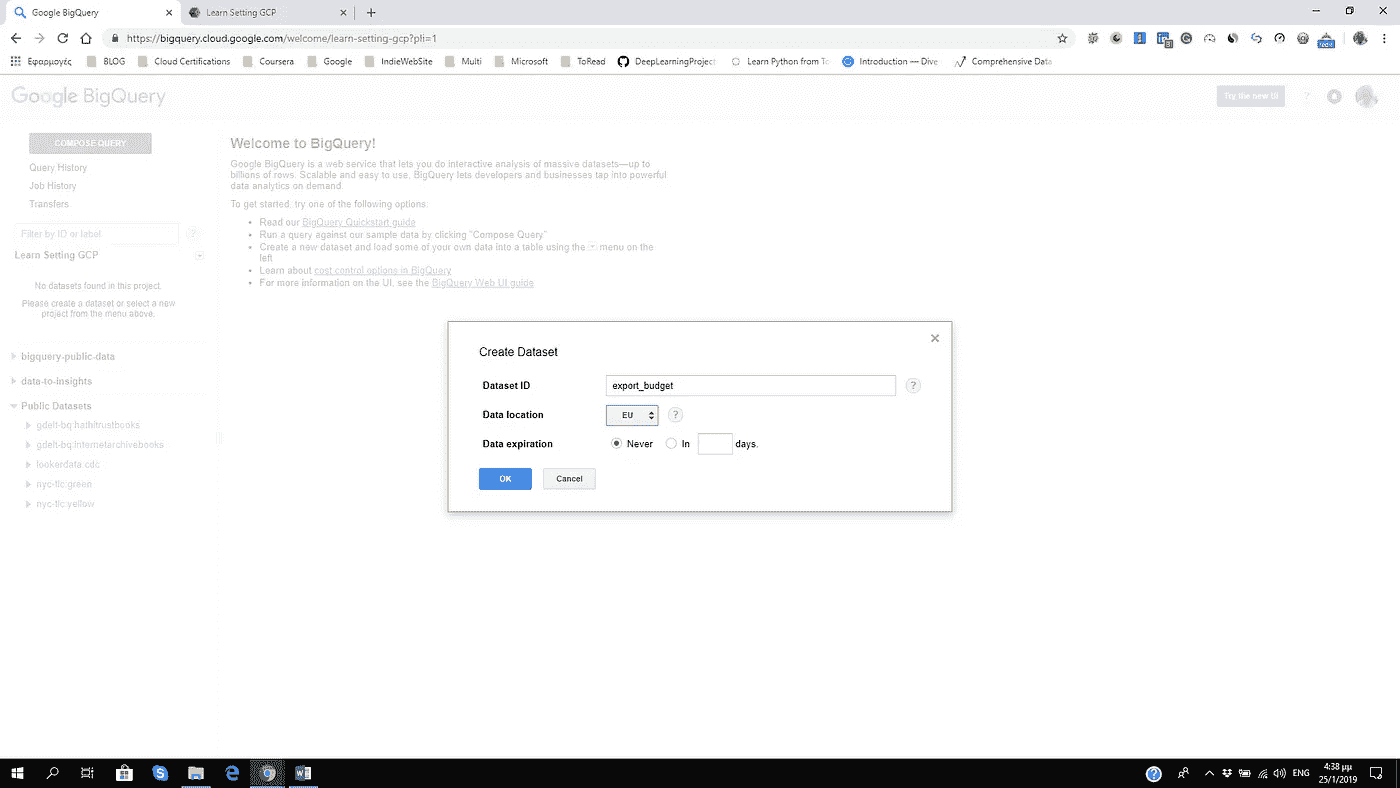 Google BigQuery
Learn Setting GCP
https://bigquery.cloud.google.com/welcome/learn-setting-gcp?pli=1
Εφαρμογές
BLOG
Cloud Certifications
Coursera
Google
IndieWebSite
Multi
Microsoft
ToRead
DeepLearningProject
Learn Python from To
Introduction — Dive
Comprehensive Data
Google BigQuery
Try the new UI
?
COMPOSE QUERY
Query History
Job History
Transfers
Filter by ID or label
?
Learn Setting GCP
No datasets found in this project.
Please create a dataset or select a new
project from the menu above.
bigquery-public-data
data-to-insights
Public Datasets
gdelt-bq:hathitrustbooks
gdelt-bq:internetarchivebooks
lookerdata:cdc
nyc-tlc:green
nyc-tlc:yellow
Welcome to BigQuery!
Google BigQuery is a web service that lets you do interactive analysis of massive datasets—up to
billions of rows. Scalable and easy to use, BigQuery lets developers and businesses tap into powerful
data analytics on demand.
To get started, try one of the following options:
Read our BigQuery Quickstart guide
Run a query against our sample data by clicking "Compose Query"
Create a new dataset and load some of your own data into a table using the menu on the
left
Learn about cost control options in BigQuery
For more information on the UI, see the BigQuery Web UI guide
Create Dataset
Dataset ID
export_budget
?
Data location
EU
?
Data expiration
Never
In
days.
OK
Cancel
ENG
4:38 μμ
25/1/2019